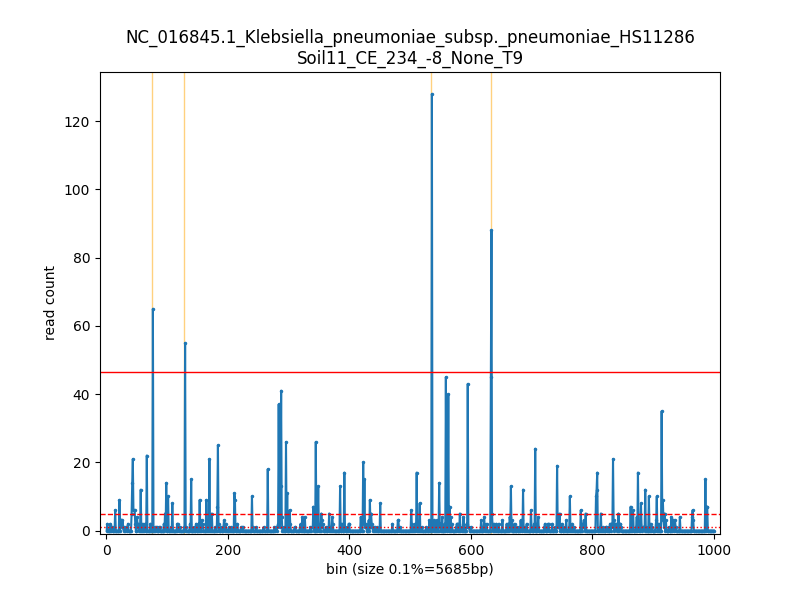 NC_016845.1_Klebsiella_pneumoniae_subsp._pneumoniae_HS11286
Soil11_CE_234_-8_None_T9
120
100
80
60
40
20
0
read count
0 200 400 600 800 1000
bin (size 0.1%=5685bp)